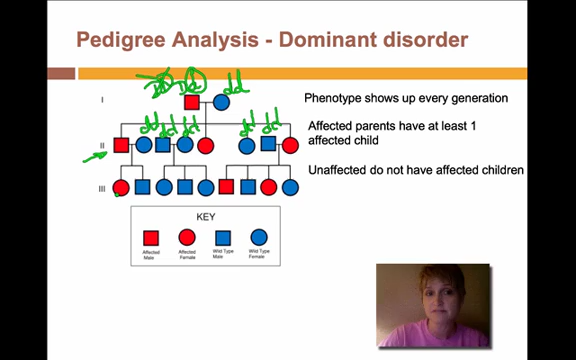 Pedigree Analysis - Dominant disorder
dd
I
Phenotype shows up every generation
dd dd dd dd dd
II
Affected parents have at least 1
affected child
Unaffected do not have affected children
III
KEY
Affected Male
Affected Female
Wild Type Male
Wild Type Female